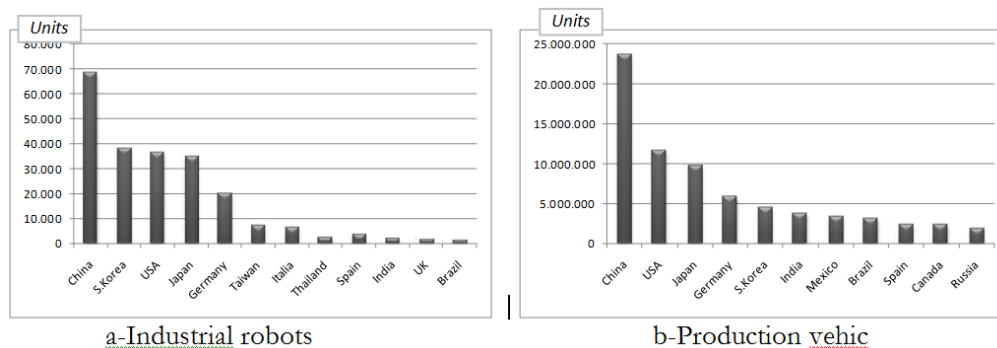 Units
80.000
70.000
60.000
50.000
40.000
30.000
20.000
10.000
0
China
S.Korea
USA
Japan
Germany
Taiwan
Italia
Thailand
Spain
India
UK
Brazil
a-Industrial robots
Units
25.000.000
20.000.000
15.000.000
10.000.000
5.000.000
0
China
USA
Japan
Germany
S.Korea
India
Mexico
Brazil
Spain
Canada
Russia
b-Production vehic